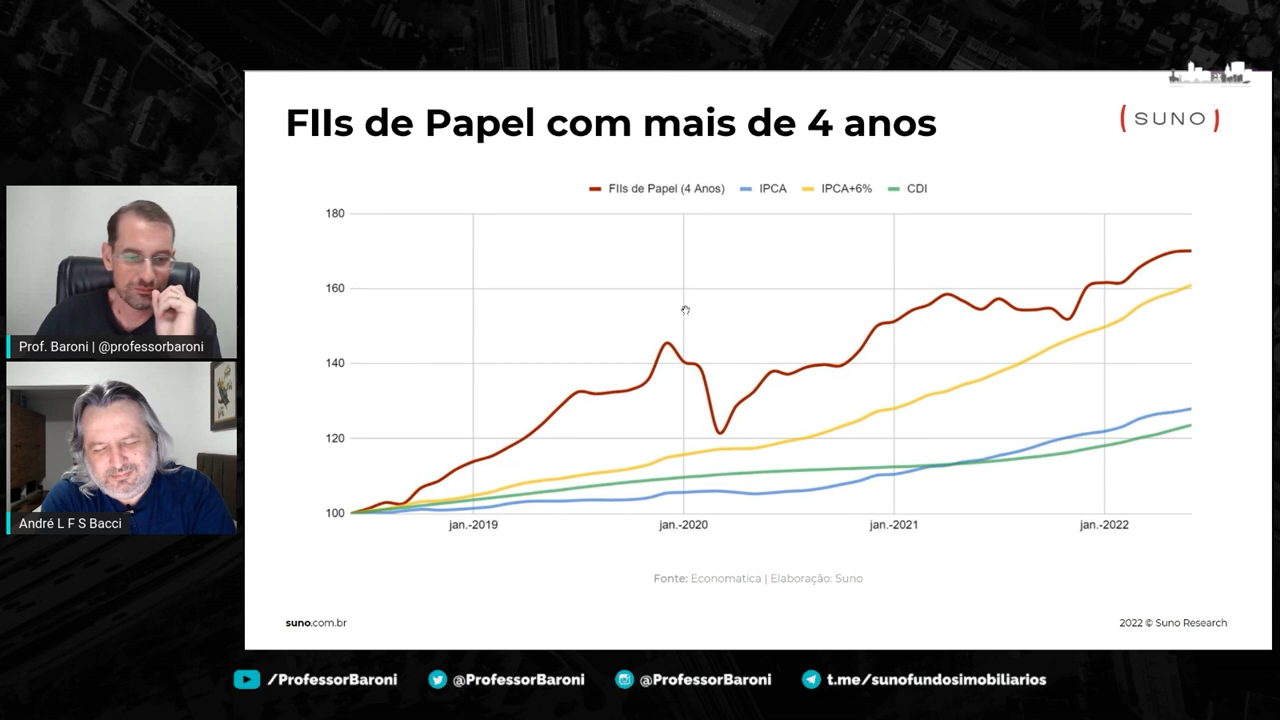 FIIs de Papel com mais de 4 anos
( SUNO )
FIIs de Papel (4 Anos) IPCA IPCA+6% CDI
180
160
140
120
100
jan.-2019 jan.-2020 jan.-2021 jan.-2022
Fonte: Economatica | Elaboração: Suno
suno.com.br
2022 © Suno Research
Prof. Baroni | @professorbaroni
André L F S Bacci
/ProfessorBaroni @ProfessorBaroni @ProfessorBaroni t.me/sunofundosimobiliarios